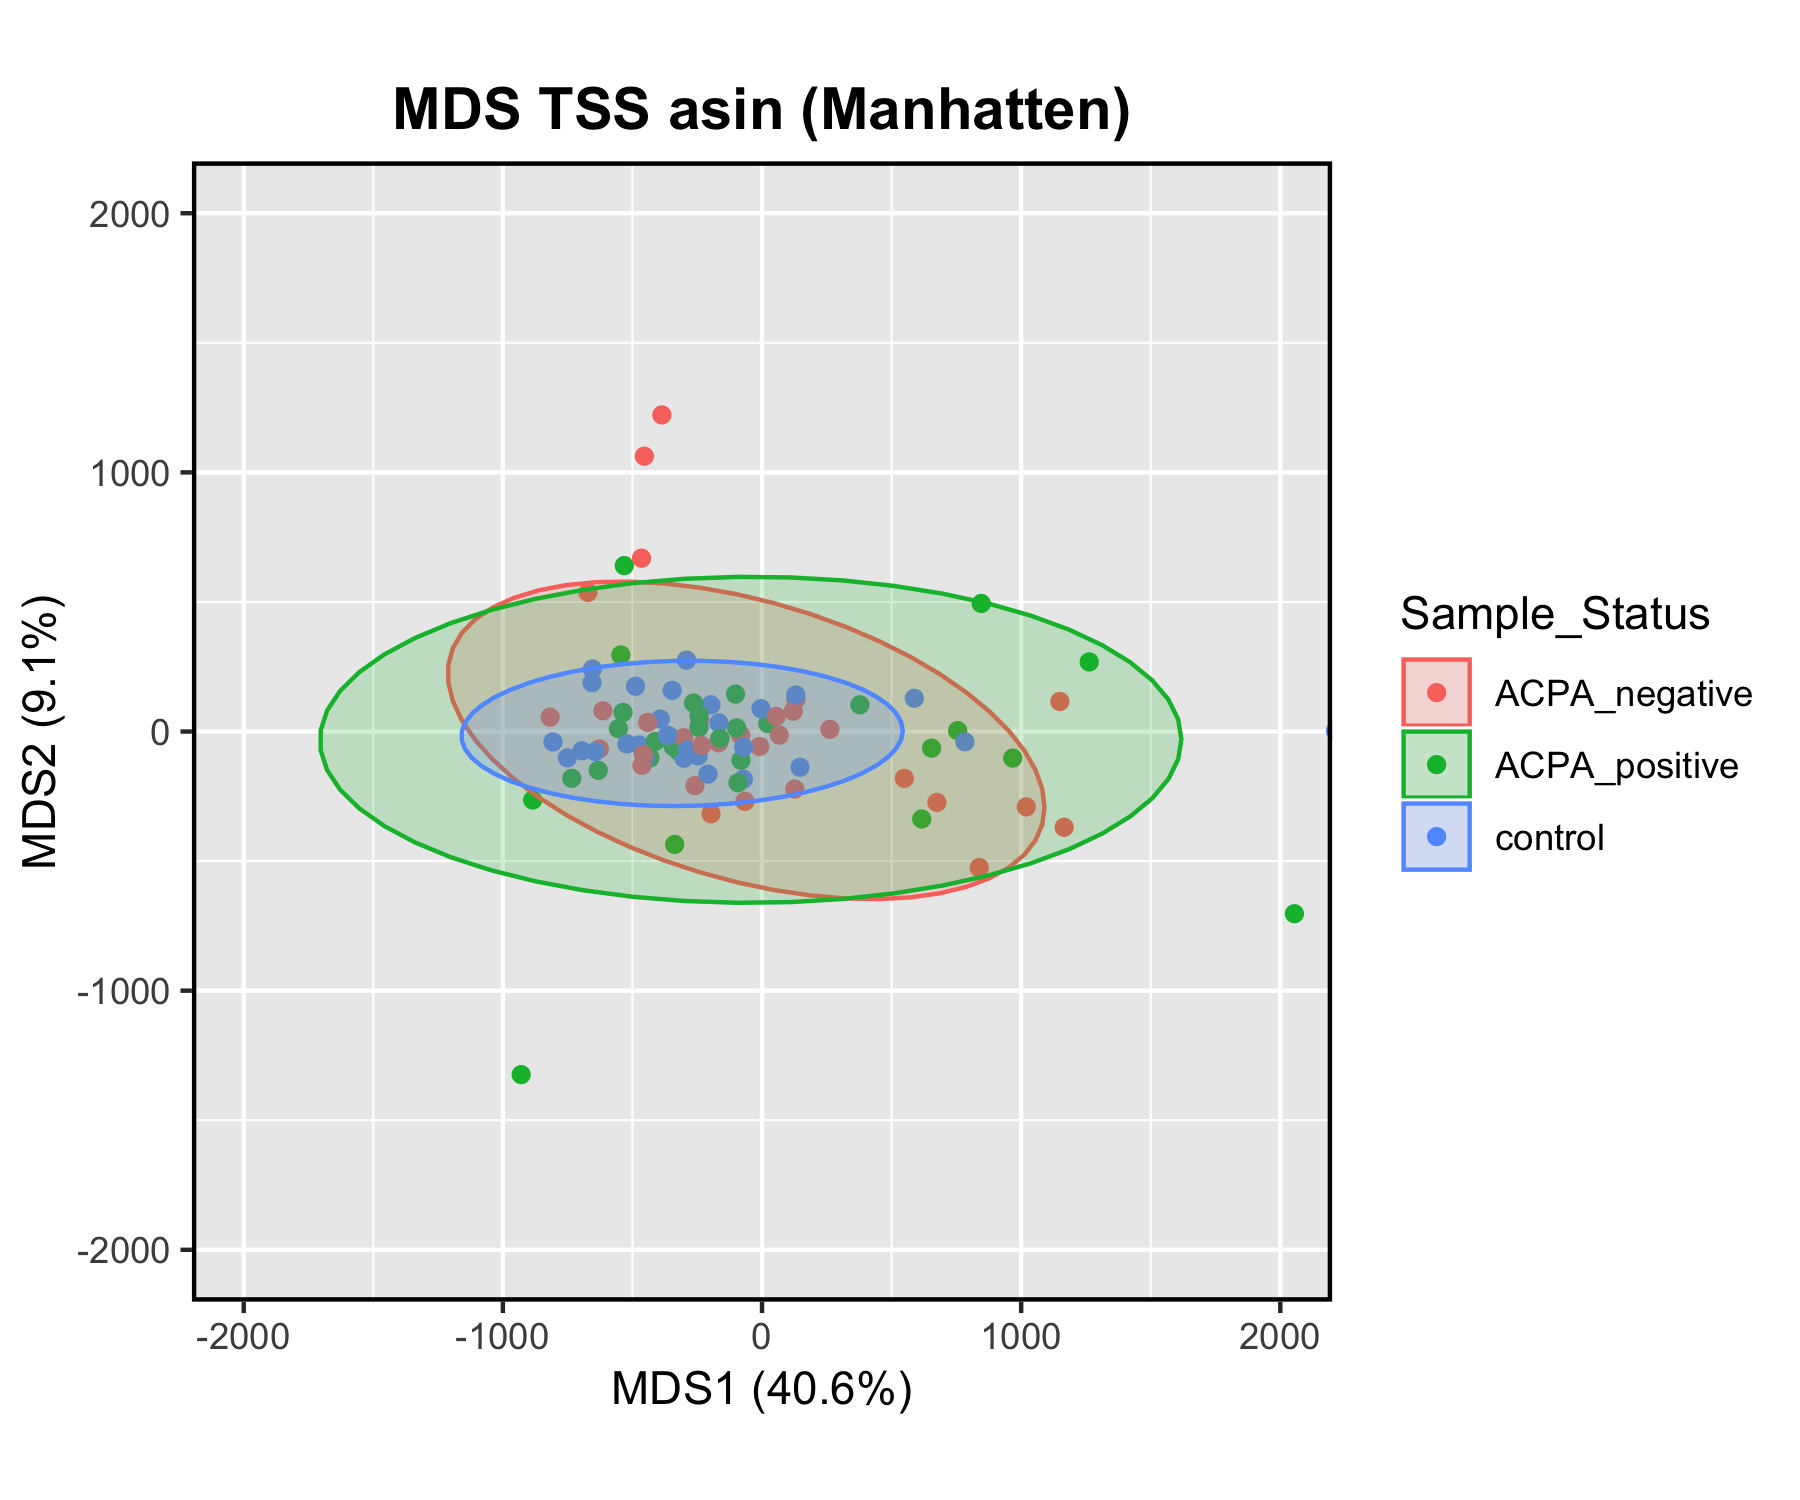 MDS TSS asin (Manhatten)
2000
1000
0
-1000
-2000
MDS2 (9.1%)
-2000
-1000
0
1000
2000
MDS1 (40.6%)
Sample_Status
ACPA_negative
ACPA_positive
control